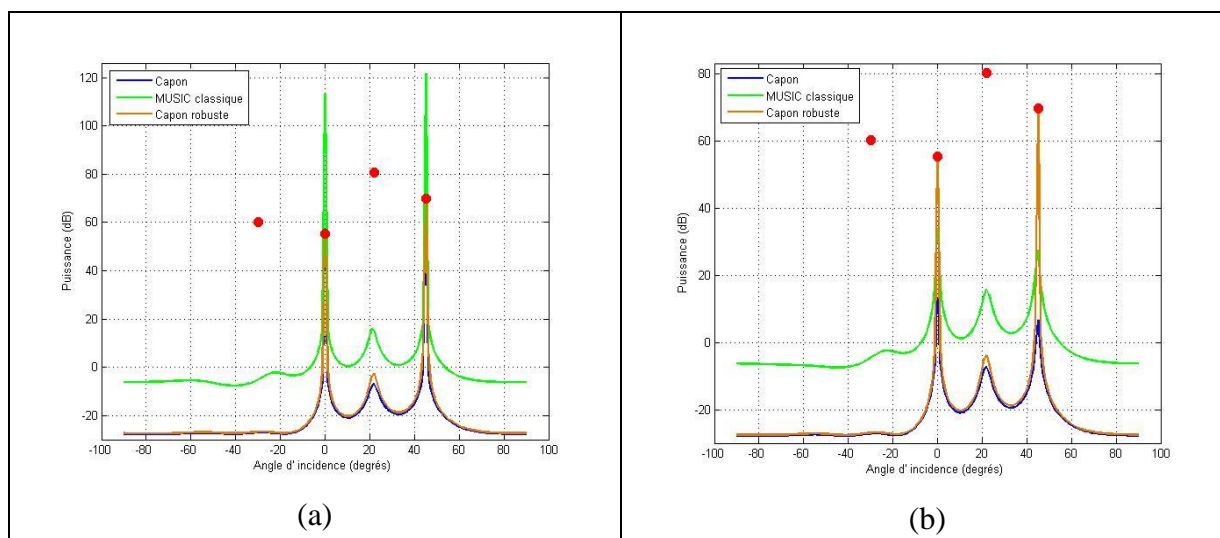 120
100
80
60
40
20
0
-20
Puissance (dB)
Capon
MUSIC classique
Capon robuste
-100 -80 -60 -40 -20 0 20 40 60 80 100
Angle d' incidence (degrés)
(a)
80
60
40
20
0
-20
Puissance (dB)
Capon
MUSIC classique
Capon robuste
-100 -80 -60 -40 -20 0 20 40 60 80 100
Angle d' incidence (degrés)
(b)